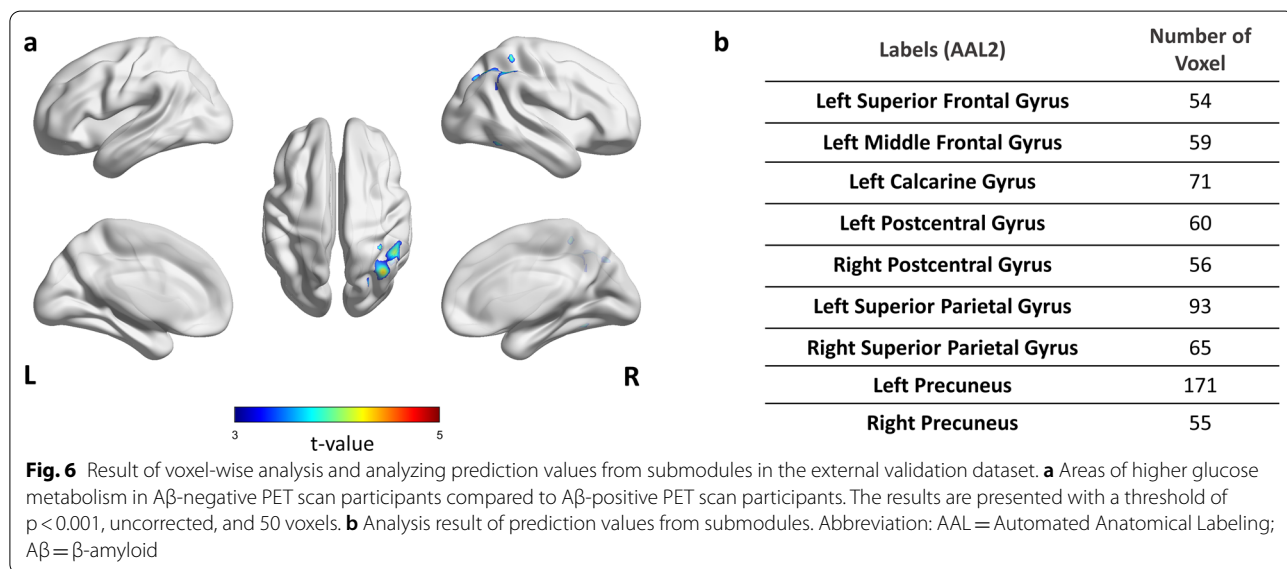 a
L
R
3
5
t-value
b
Labels (AAL2) Number of Voxel
Left Superior Frontal Gyrus 54
Left Middle Frontal Gyrus 59
Left Calcarine Gyrus 71
Left Postcentral Gyrus 60
Right Postcentral Gyrus 56
Left Superior Parietal Gyrus 93
Right Superior Parietal Gyrus 65
Left Precuneus 171
Right Precuneus 55
Fig. 6 Result of voxel-wise analysis and analyzing prediction values from submodules in the external validation dataset. a Areas of higher glucose
metabolism in Aβ-negative PET scan participants compared to Aβ-positive PET scan participants. The results are presented with a threshold of
p < 0.001, uncorrected, and 50 voxels. b Analysis result of prediction values from submodules. Abbreviation: AAL = Automated Anatomical Labeling;
Aβ = β-amyloid